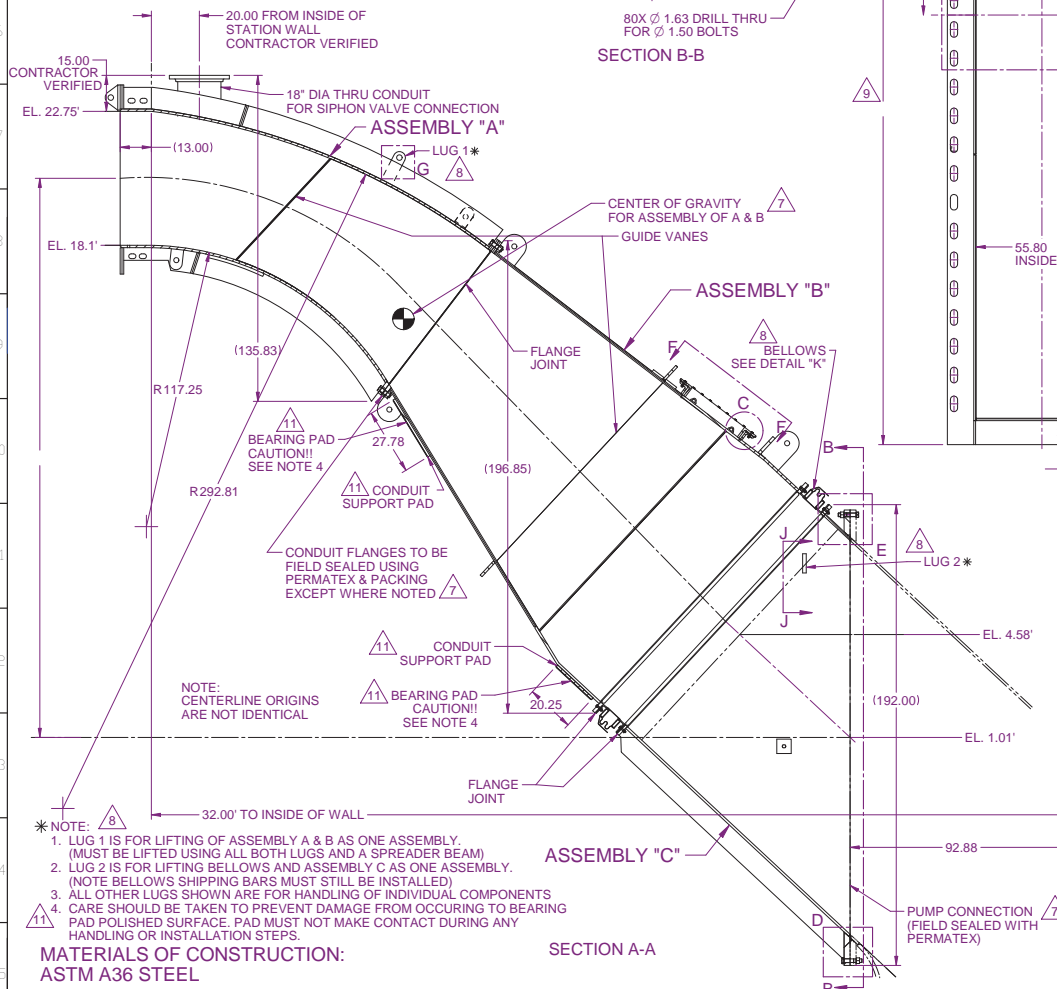 20.00 FROM INSIDE OF
STATION WALL
CONTRACTOR VERIFIED
80X Ø 1.63 DRILL THRU
FOR Ø 1.50 BOLTS
SECTION B-B
15.00
CONTRACTOR
VERIFIED
18" DIA THRU CONDUIT
FOR SIPHON VALVE CONNECTION
9
EL. 22.75'
ASSEMBLY "A"
LUG 1*
(13.00)
G
8
CENTER OF GRAVITY
FOR ASSEMBLY OF A & B
7
GUIDE VANES
EL. 18.1'
55.80
INSIDE
ASSEMBLY "B"
8
BELLOWS
SEE DETAIL "K"
F
FLANGE
JOINT
(135.83)
R117.25
C
F
11
BEARING PAD
CAUTION!!
SEE NOTE 4
27.78
B
(196.85)
11
CONDUIT
SUPPORT PAD
R292.81
J
E
8
LUG 2*
CONDUIT FLANGES TO BE
FIELD SEALED USING
PERMATEX & PACKING
EXCEPT WHERE NOTED
7
J
EL. 4.58'
11
CONDUIT
SUPPORT PAD
NOTE:
CENTERLINE ORIGINS
ARE NOT IDENTICAL
11
BEARING PAD
CAUTION!!
SEE NOTE 4
20.25
(192.00)
EL. 1.01'
FLANGE
JOINT
32.00' TO INSIDE OF WALL
* NOTE:
8
1. LUG 1 IS FOR LIFTING OF ASSEMBLY A & B AS ONE ASSEMBLY.
(MUST BE LIFTED USING ALL BOTH LUGS AND A SPREADER BEAM)
2. LUG 2 IS FOR LIFTING BELLOWS AND ASSEMBLY C AS ONE ASSEMBLY.
(NOTE BELLOWS SHIPPING BARS MUST STILL BE INSTALLED)
3. ALL OTHER LUGS SHOWN ARE FOR HANDLING OF INDIVIDUAL COMPONENTS
4. CARE SHOULD BE TAKEN TO PREVENT DAMAGE FROM OCCURING TO BEARING
PAD POLISHED SURFACE. PAD MUST NOT MAKE CONTACT DURING ANY
HANDLING OR INSTALLATION STEPS.
11
ASSEMBLY "C"
92.88
D
PUMP CONNECTION
(FIELD SEALED WITH
PERMATEX)
7
MATERIALS OF CONSTRUCTION:
ASTM A36 STEEL
SECTION A-A